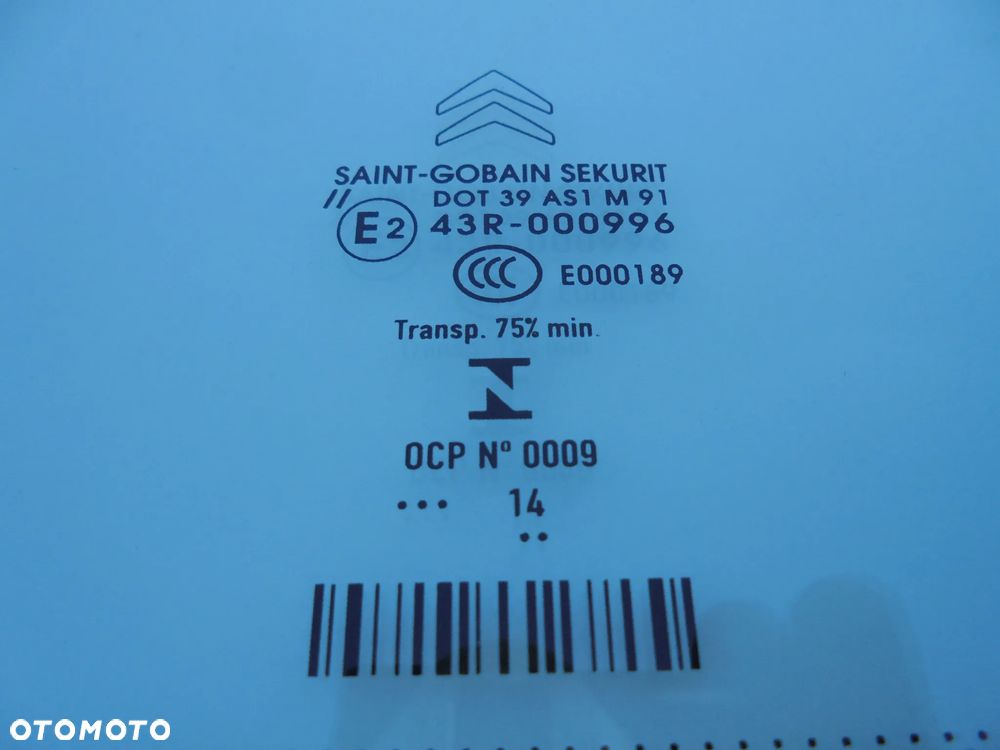 SAINT-GOBAIN SEKURIT
// DOT 39 AS1 M 91
E2 43R-000996
CCC E000189
Transp. 75% min.
OCP Nº 0009
... 14
..
OTOMOTO